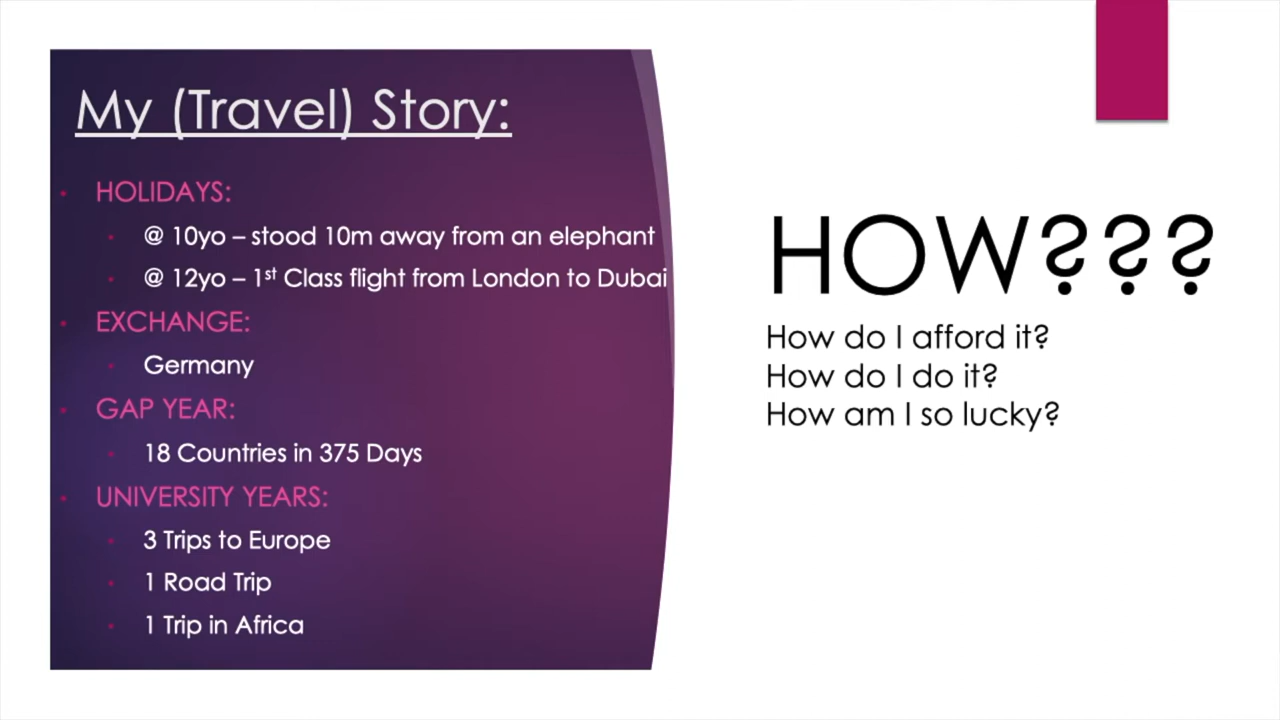 My (Travel) Story:
HOLIDAYS:
@ 10yo – stood 10m away from an elephant
@ 12yo – 1st Class flight from London to Dubai
EXCHANGE:
Germany
GAP YEAR:
18 Countries in 375 Days
UNIVERSITY YEARS:
3 Trips to Europe
1 Road Trip
1 Trip in Africa
HOW???
How do I afford it?
How do I do it?
How am I so lucky?